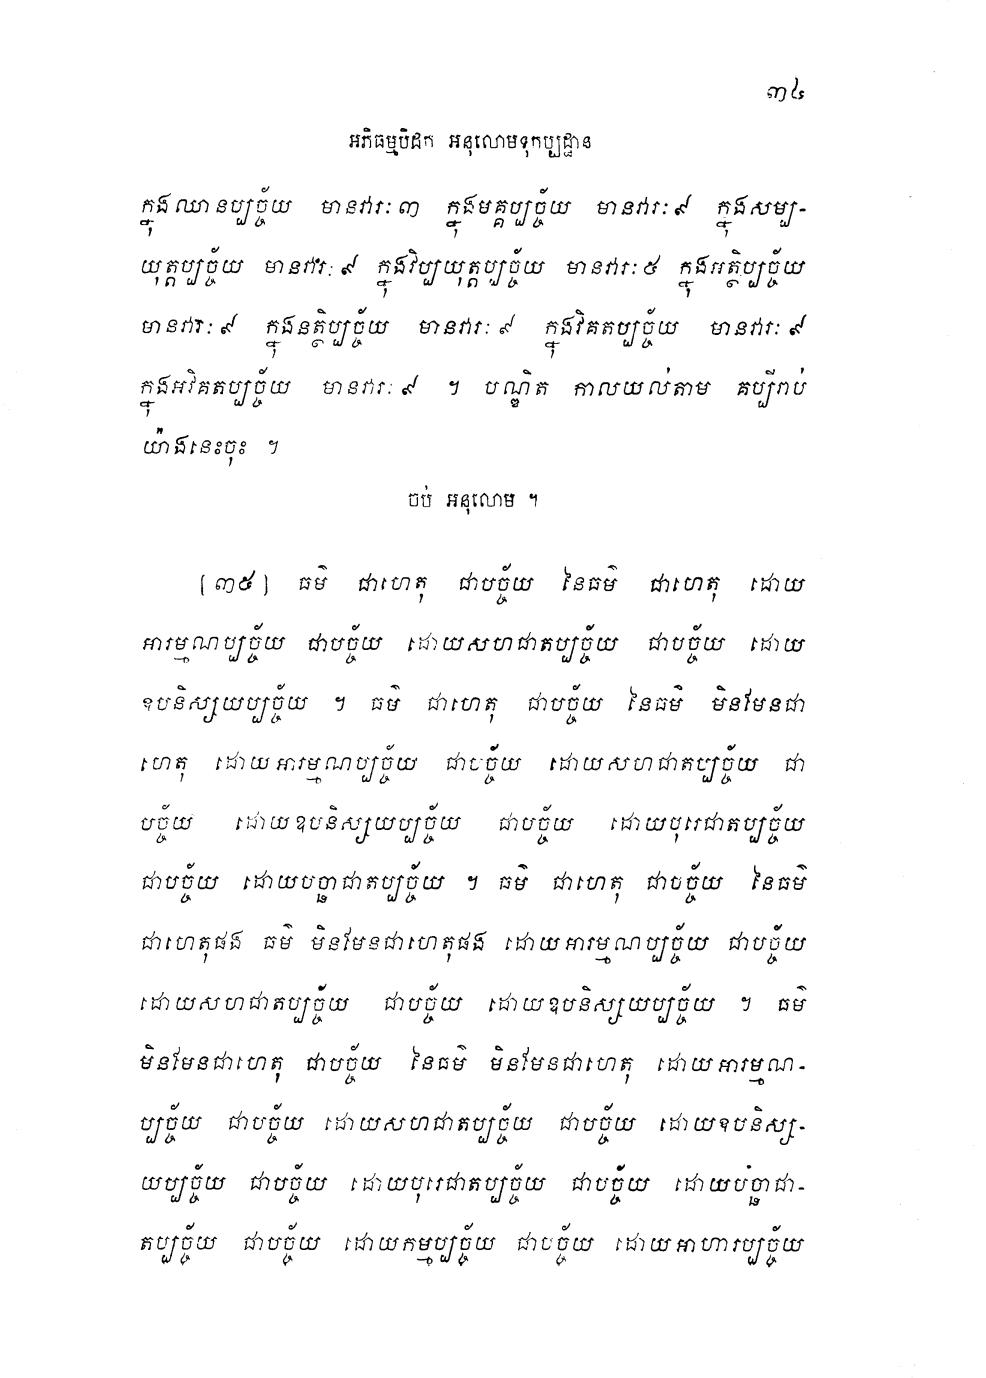 ៣៤
អភិធម្មបិដក អនុលោមទុកប្បដ្ឋាន
ក្នុងឈានប្បច្ច័យ មានវារៈ ៣ ក្នុងមគ្គប្បច្ច័យ មានវារៈ ៩ ក្នុងសម្ប-
យុត្តប្បច្ច័យ មានវារៈ ៩ ក្នុងវិប្បយុត្តប្បច្ច័យ មានវារៈ ៥ ក្នុងអត្ថិប្បច្ច័យ
មានវារៈ ៩ ក្នុងនត្ថិប្បច្ច័យ មានវារៈ ៩ ក្នុងវិគតប្បច្ច័យ មានវារៈ ៩
ក្នុងអវិគតប្បច្ច័យ មានវារៈ ៩ ។ បណ្ឌិត កាលយល់តាម គប្បីរាប់
យ៉ាងនេះចុះ ។
ចប់ អនុលោម ។
[៣៥] ធម៌ ជាហេតុ ជាបច្ច័យ នៃធម៌ ជាហេតុ ដោយ
អារម្មណប្បច្ច័យ ជាបច្ច័យ ដោយសហជាតប្បច្ច័យ ជាបច្ច័យ ដោយ
ឧបនិស្សយប្បច្ច័យ ។ ធម៌ ជាហេតុ ជាបច្ច័យ នៃធម៌ មិនមែនជា
ហេតុ ដោយអារម្មណប្បច្ច័យ ជាបច្ច័យ ដោយសហជាតប្បច្ច័យ ជា
បច្ច័យ ដោយឧបនិស្សយប្បច្ច័យ ជាបច្ច័យ ដោយបុរេជាតប្បច្ច័យ
ជាបច្ច័យ ដោយបច្ឆាជាតប្បច្ច័យ ។ ធម៌ ជាហេតុ ជាបច្ច័យ នៃធម៌
ជាហេតុផង ធម៌ មិនមែនជាហេតុផង ដោយអារម្មណប្បច្ច័យ ជាបច្ច័យ
ដោយសហជាតប្បច្ច័យ ជាបច្ច័យ ដោយឧបនិស្សយប្បច្ច័យ ។ ធម៌
មិនមែនជាហេតុ ជាបច្ច័យ នៃធម៌ មិនមែនជាហេតុ ដោយអារម្មណ-
ប្បច្ច័យ ជាបច្ច័យ ដោយសហជាតប្បច្ច័យ ជាបច្ច័យ ដោយឧបនិស្ស-
យប្បច្ច័យ ជាបច្ច័យ ដោយបុរេជាតប្បច្ច័យ ជាបច្ច័យ ដោយបច្ឆាជា-
តប្បច្ច័យ ជាបច្ច័យ ដោយកម្មប្បច្ច័យ ជាបច្ច័យ ដោយអាហារប្បច្ច័យ